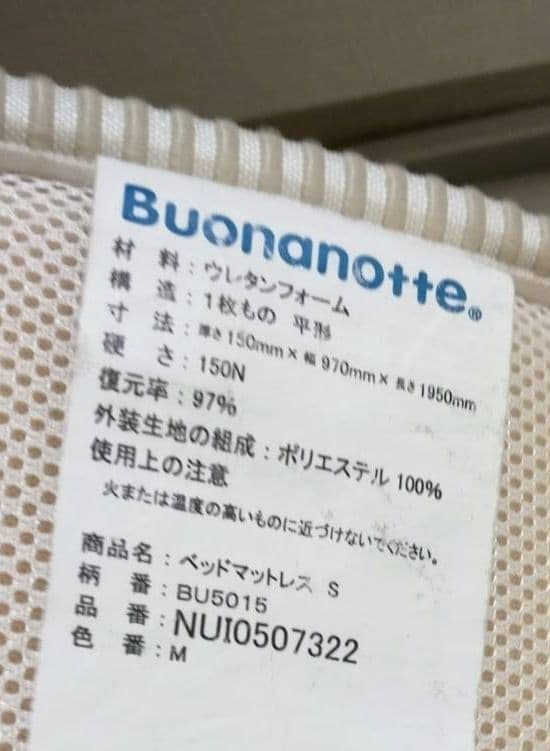 Buonanotte®
材 料：ウレタンフォーム
構 造：1枚もの 平形
寸 法：厚さ150mm×幅970mm×長さ1950mm
硬 さ：150N
復元率：97%
外装生地の組成：ポリエステル 100%
使用上の注意
火または温度の高いものに近づけないでください。
商品名：ベッドマットレス S
柄 番：BU5015
品 番：NUI0507322
色 番：M